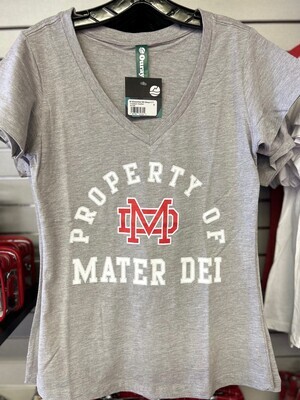 PROPERTY OF
MD
MATER DEI